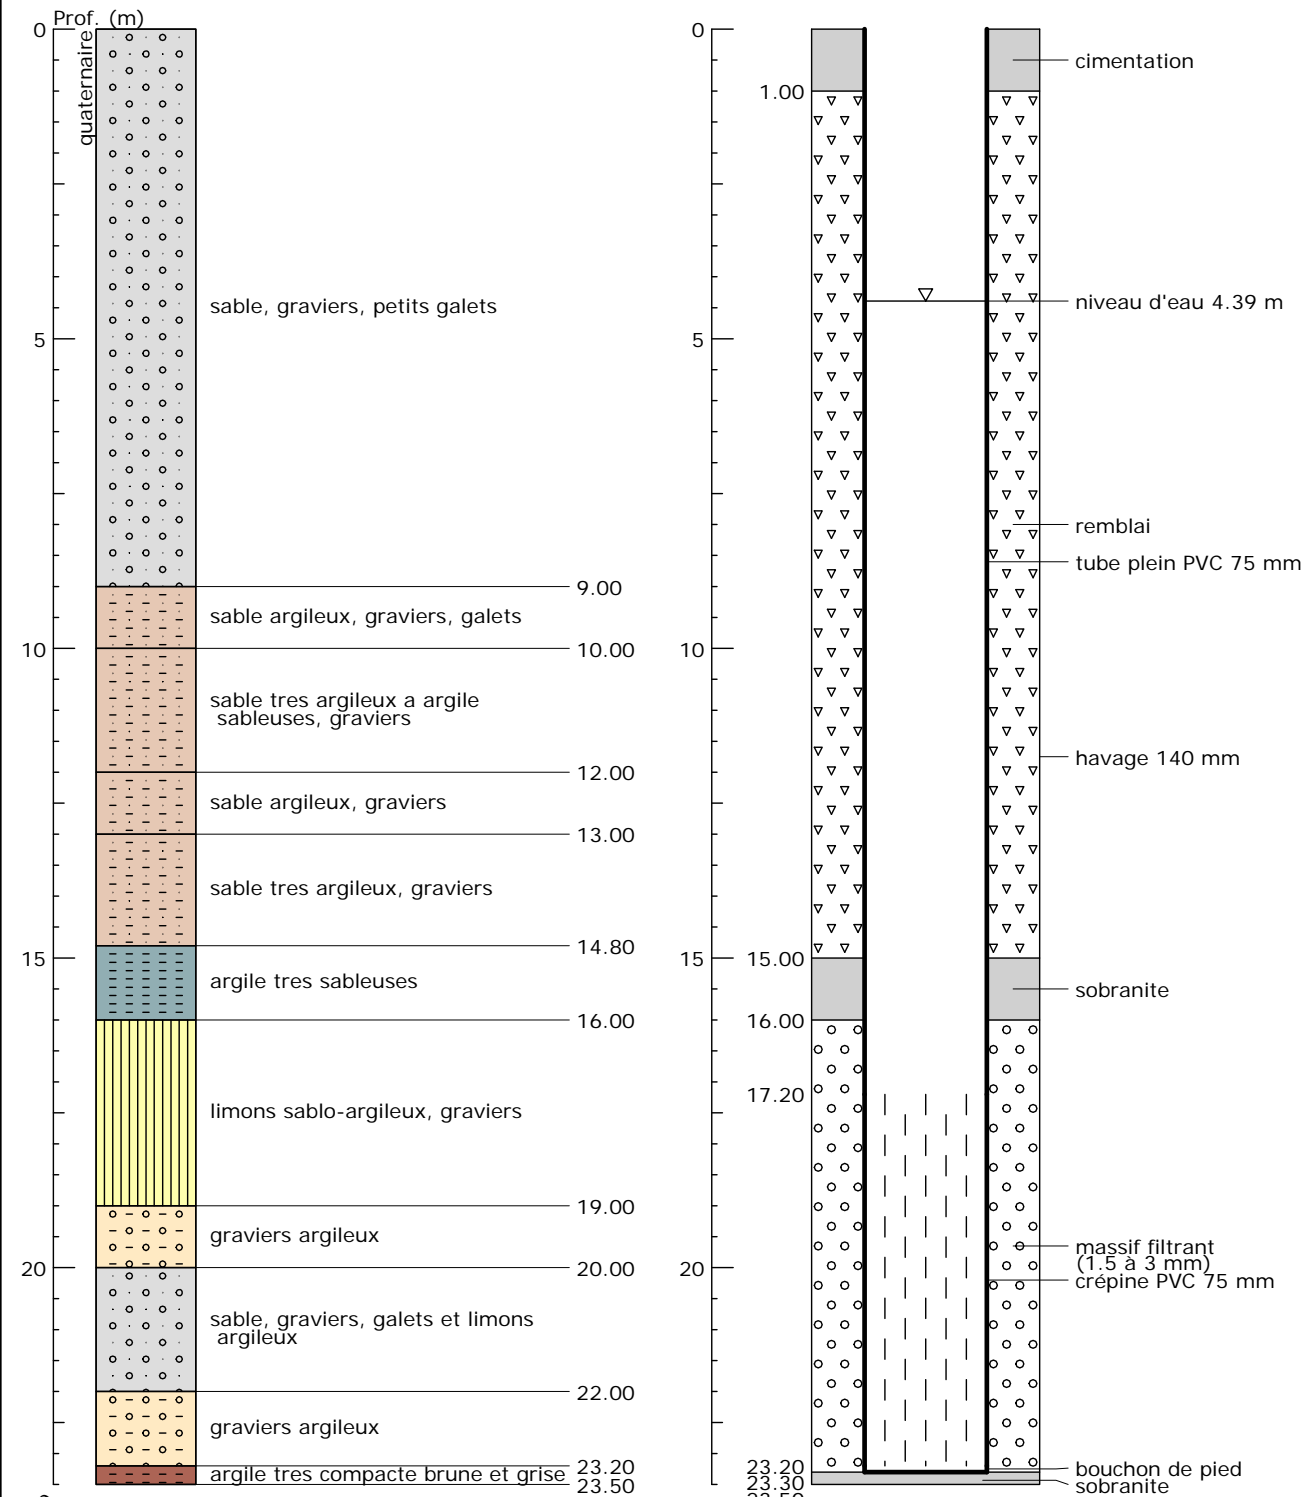 Prof. (m)
quaternaire
0
5
10
15
20
sable, graviers, petits galets
9.00
sable argileux, graviers, galets
10.00
sable tres argileux a argile
sableuses, graviers
12.00
sable argileux, graviers
13.00
sable tres argileux, graviers
14.80
argile tres sableuses
16.00
limons sablo-argileux, graviers
19.00
graviers argileux
20.00
sable, graviers, galets et limons
argileux
22.00
graviers argileux
23.20
argile tres compacte brune et grise
23.50
0
5
10
15
20
1.00
15.00
16.00
17.20
23.20
23.30
23.50
cimentation
niveau d'eau 4.39 m
remblai
tube plein PVC 75 mm
havage 140 mm
sobranite
massif filtrant
(1.5 à 3 mm)
crépine PVC 75 mm
bouchon de pied
sobranite